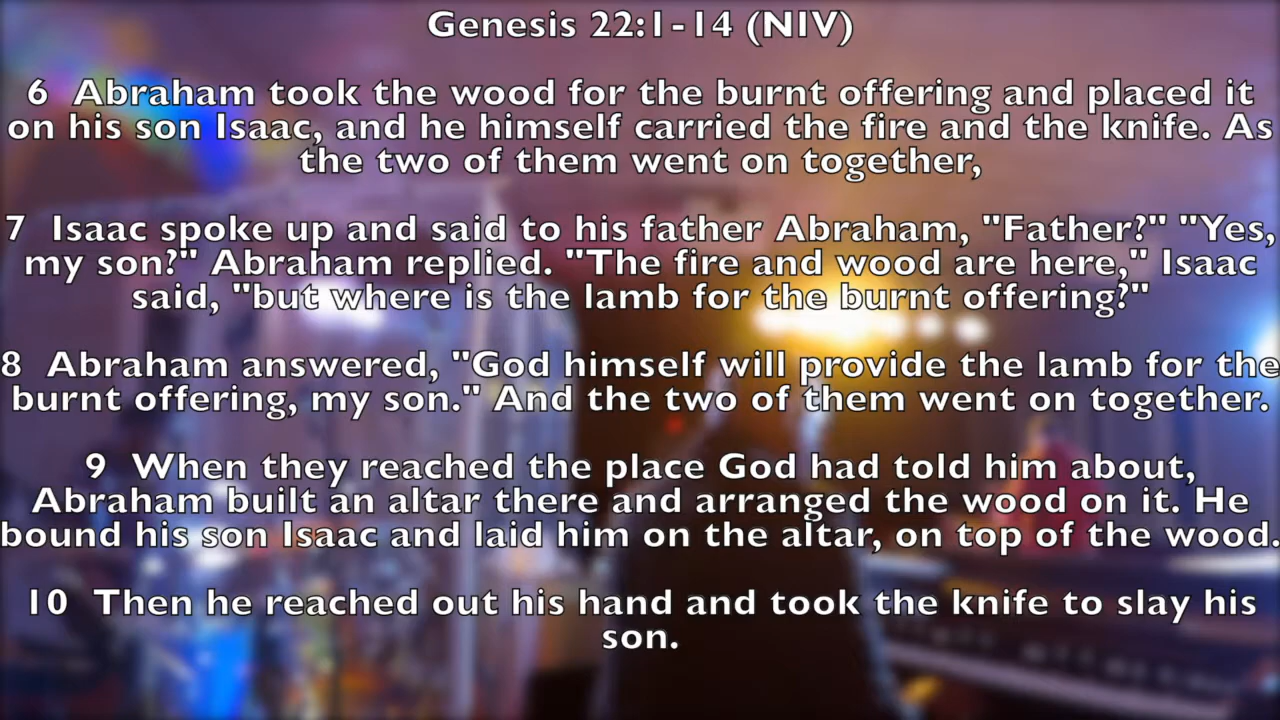 Genesis 22:1-14 (NIV)
6 Abraham took the wood for the burnt offering and placed it
on his son Isaac, and he himself carried the fire and the knife. As
the two of them went on together,
7 Isaac spoke up and said to his father Abraham, "Father?" "Yes,
my son?" Abraham replied. "The fire and wood are here," Isaac
said, "but where is the lamb for the burnt offering?"
8 Abraham answered, "God himself will provide the lamb for the
burnt offering, my son." And the two of them went on together.
9 When they reached the place God had told him about,
Abraham built an altar there and arranged the wood on it. He
bound his son Isaac and laid him on the altar, on top of the wood.
10 Then he reached out his hand and took the knife to slay his
son.